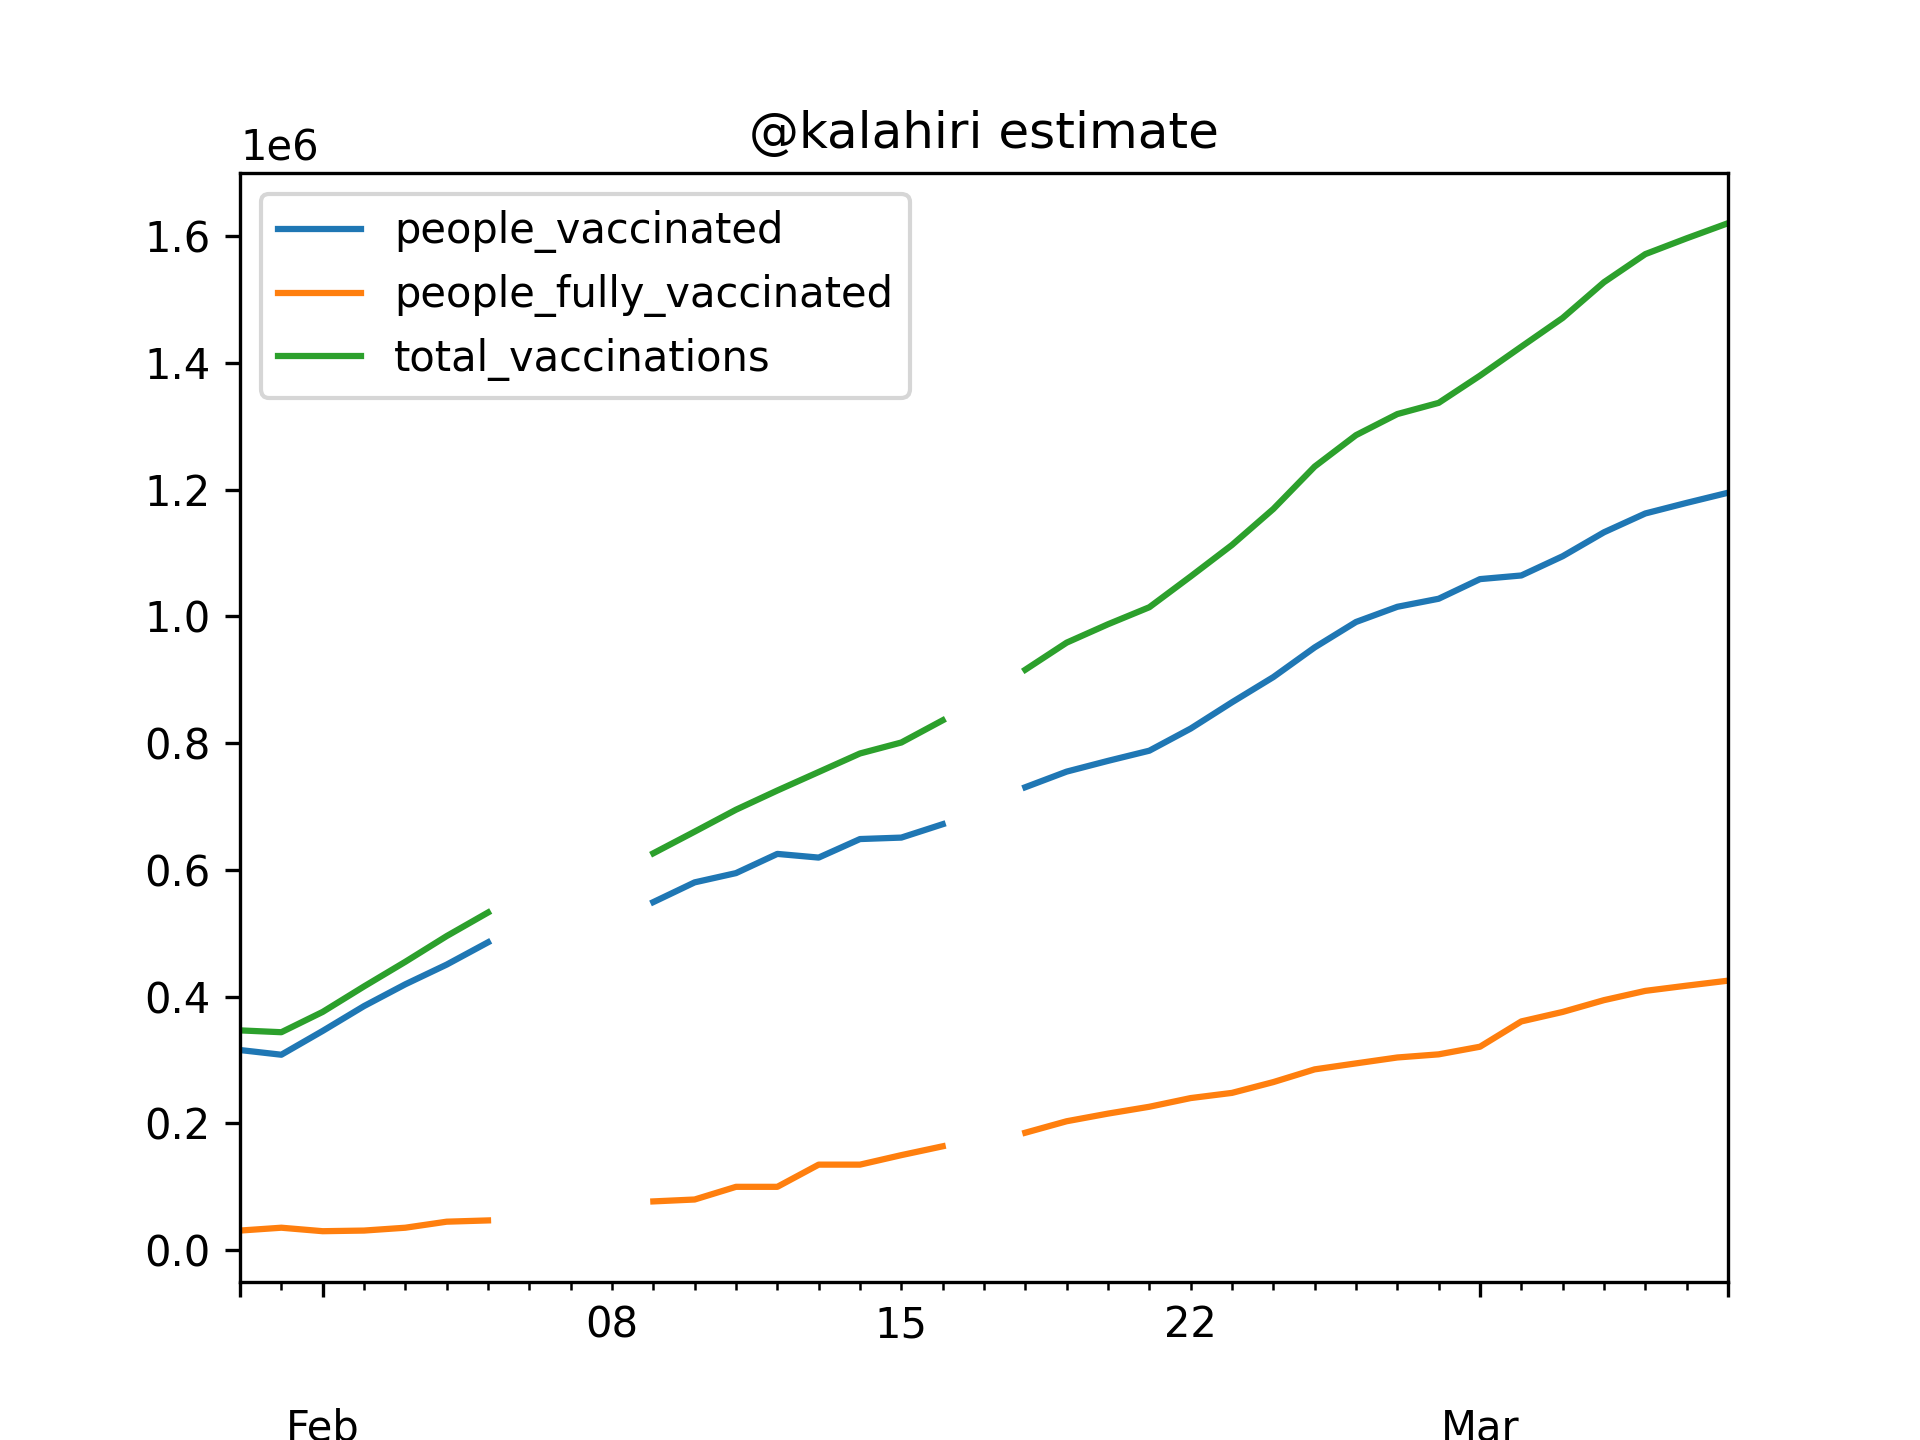 @kalahiri estimate
1e6
people_vaccinated
people_fully_vaccinated
total_vaccinations
1.6
1.4
1.2
1.0
0.8
0.6
0.4
0.2
0.0
08 15 22
Feb Mar